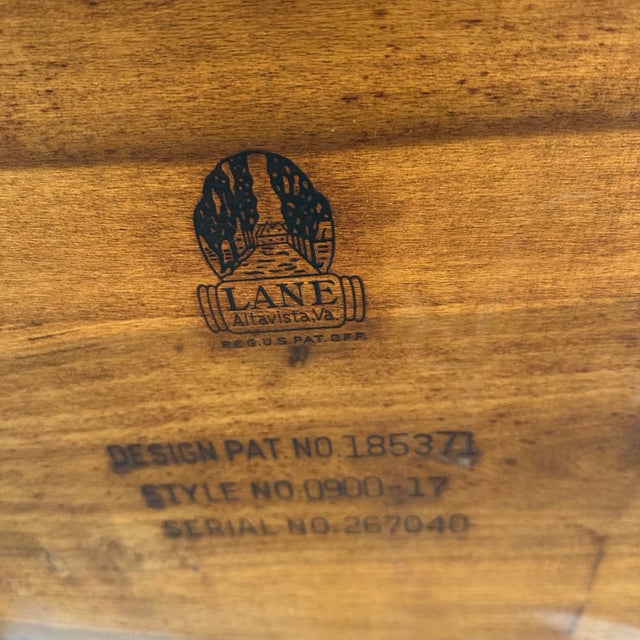 LANE
Altavista, Va.
REG. U.S. PAT. OFF.
DESIGN PAT. NO. 185371
STYLE NO. 0900-17
SERIAL NO. 267040